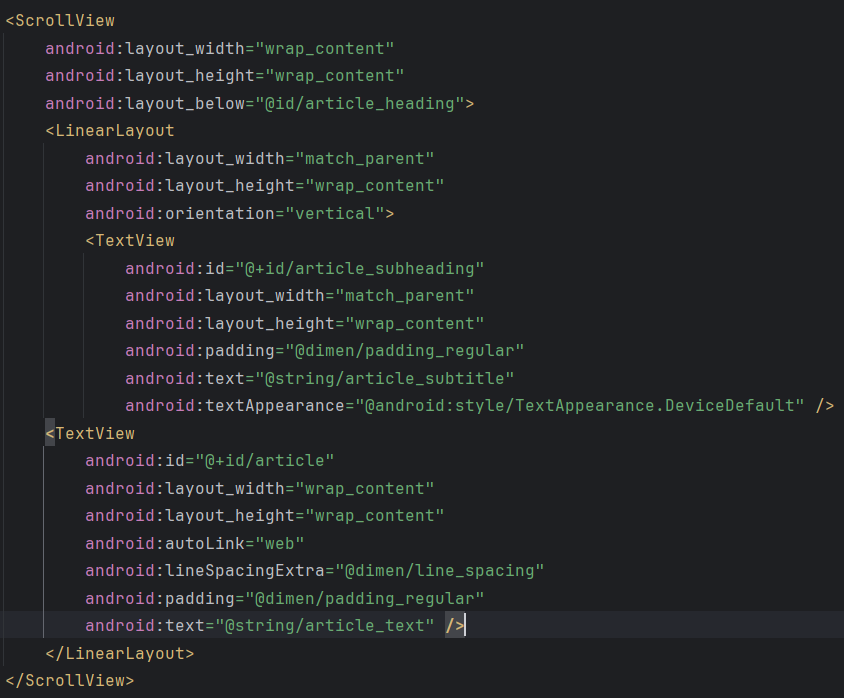 <ScrollView
    android:layout_width="wrap_content"
    android:layout_height="wrap_content"
    android:layout_below="@id/article_heading">
    <LinearLayout
        android:layout_width="match_parent"
        android:layout_height="wrap_content"
        android:orientation="vertical">
        <TextView
            android:id="@+id/article_subheading"
            android:layout_width="match_parent"
            android:layout_height="wrap_content"
            android:padding="@dimen/padding_regular"
            android:text="@string/article_subtitle"
            android:textAppearance="@android:style/TextAppearance.DeviceDefault" />
    <TextView
        android:id="@+id/article"
        android:layout_width="wrap_content"
        android:layout_height="wrap_content"
        android:autoLink="web"
        android:lineSpacingExtra="@dimen/line_spacing"
        android:padding="@dimen/padding_regular"
        android:text="@string/article_text" />
    </LinearLayout>
</ScrollView>